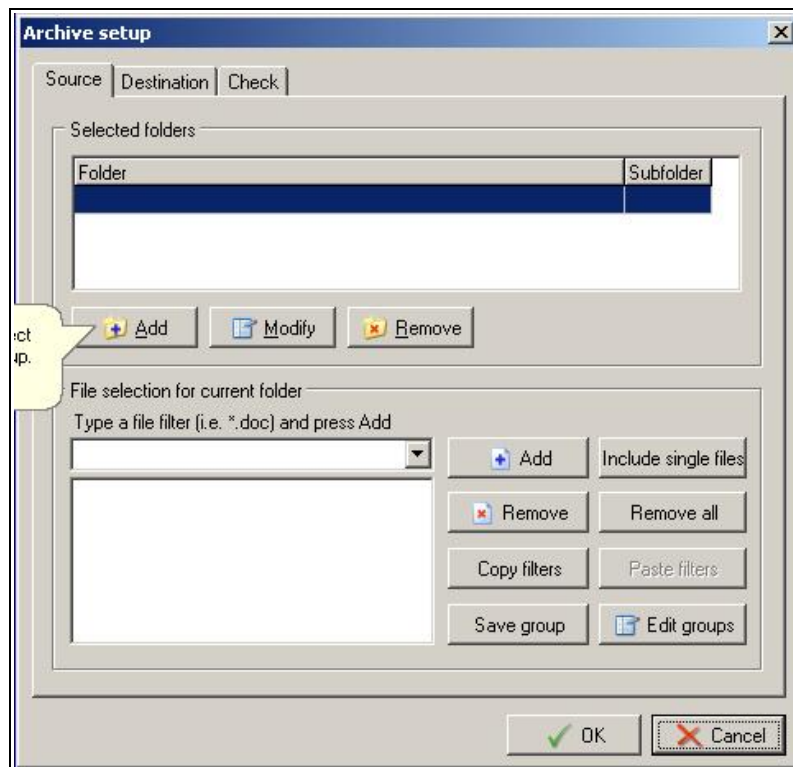 Archive setup
Source Destination Check
Selected folders
Folder Subfolder
Add Modify Remove
ect
up.
File selection for current folder
Type a file filter (i.e. *.doc) and press Add
Add Include single files
Remove Remove all
Copy filters Paste filters
Save group Edit groups
OK Cancel